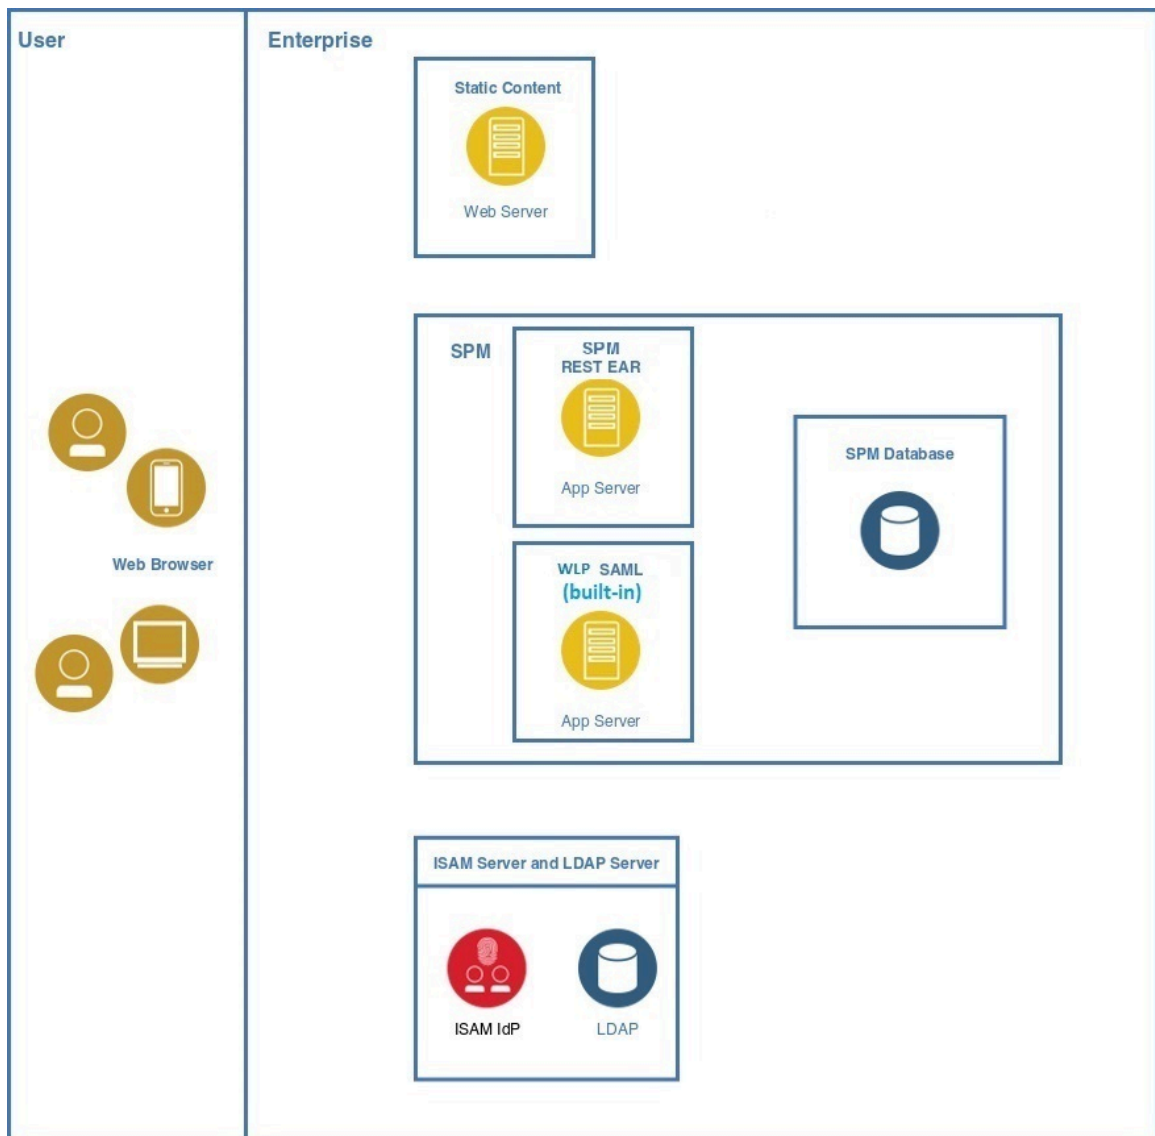 User
Enterprise
Static Content
Web Server
SPM
SPM
REST EAR
App Server
SPM Database
Web Browser
WLP SAML
(built-in)
App Server
ISAM Server and LDAP Server
ISAM IdP
LDAP